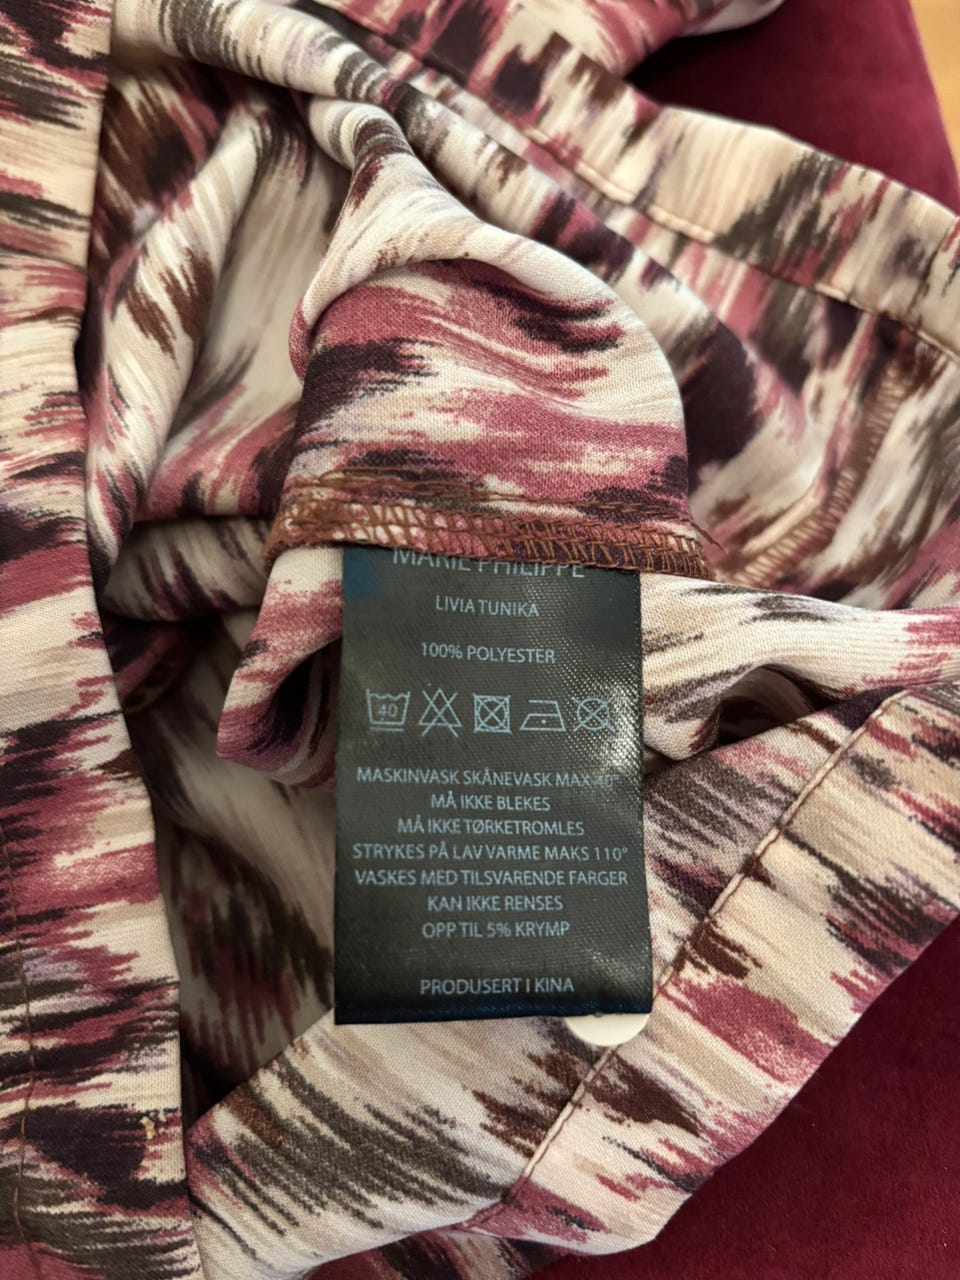 MARIE PHILIPPE
LIVIA TUNIKA
100% POLYESTER
40
MASKINVASK SKÅNEVASK MAX 40°
MÅ IKKE BLEKES
MÅ IKKE TØRKETROMLES
STRYKES PÅ LAV VARME MAKS 110°
VASKES MED TILSVARENDE FARGER
KAN IKKE RENSES
OPP TIL 5% KRYMP
PRODUSERT I KINA